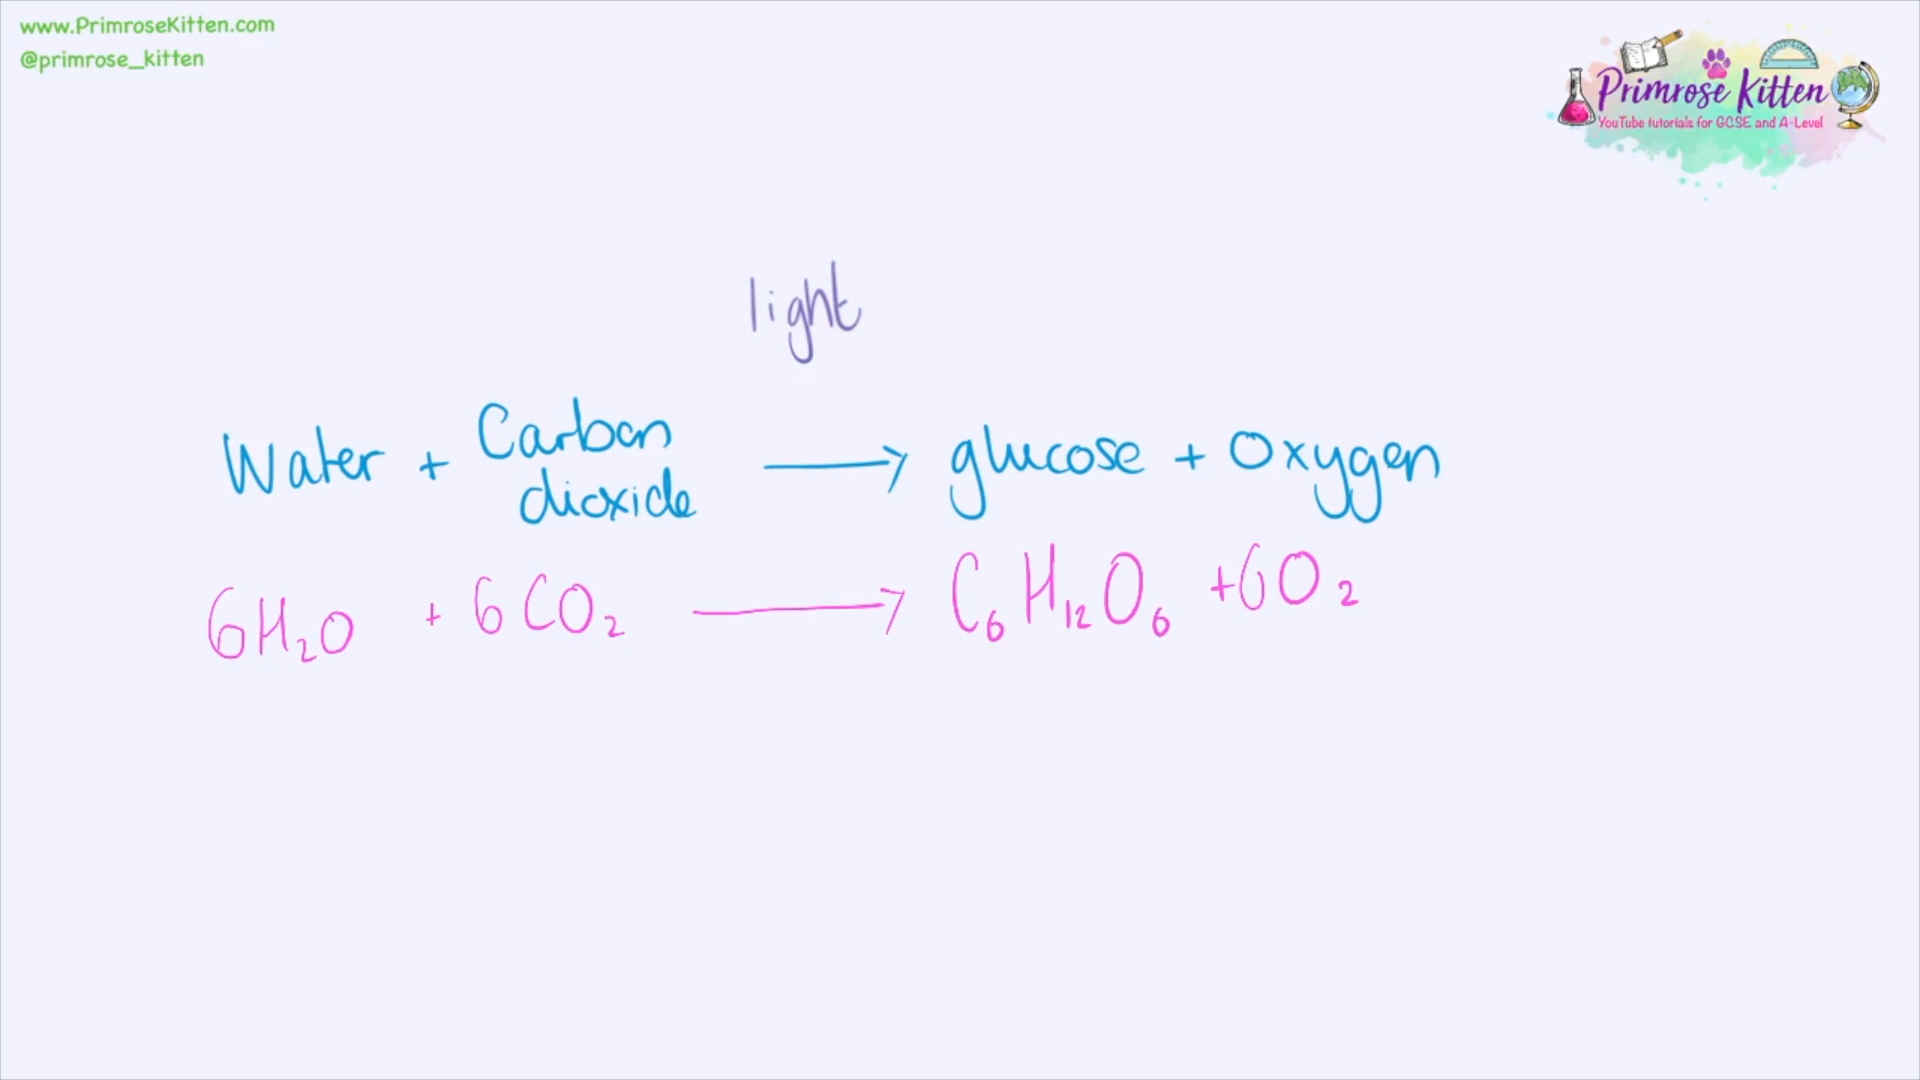 www.PrimroseKitten.com
@primrose_kitten
Primrose Kitten
YouTube tutorials for GCSE and A-Level
light
Water + Carbon dioxide → glucose + Oxygen
6H₂O + 6CO₂ → C₆H₁₂O₆ + 6O₂